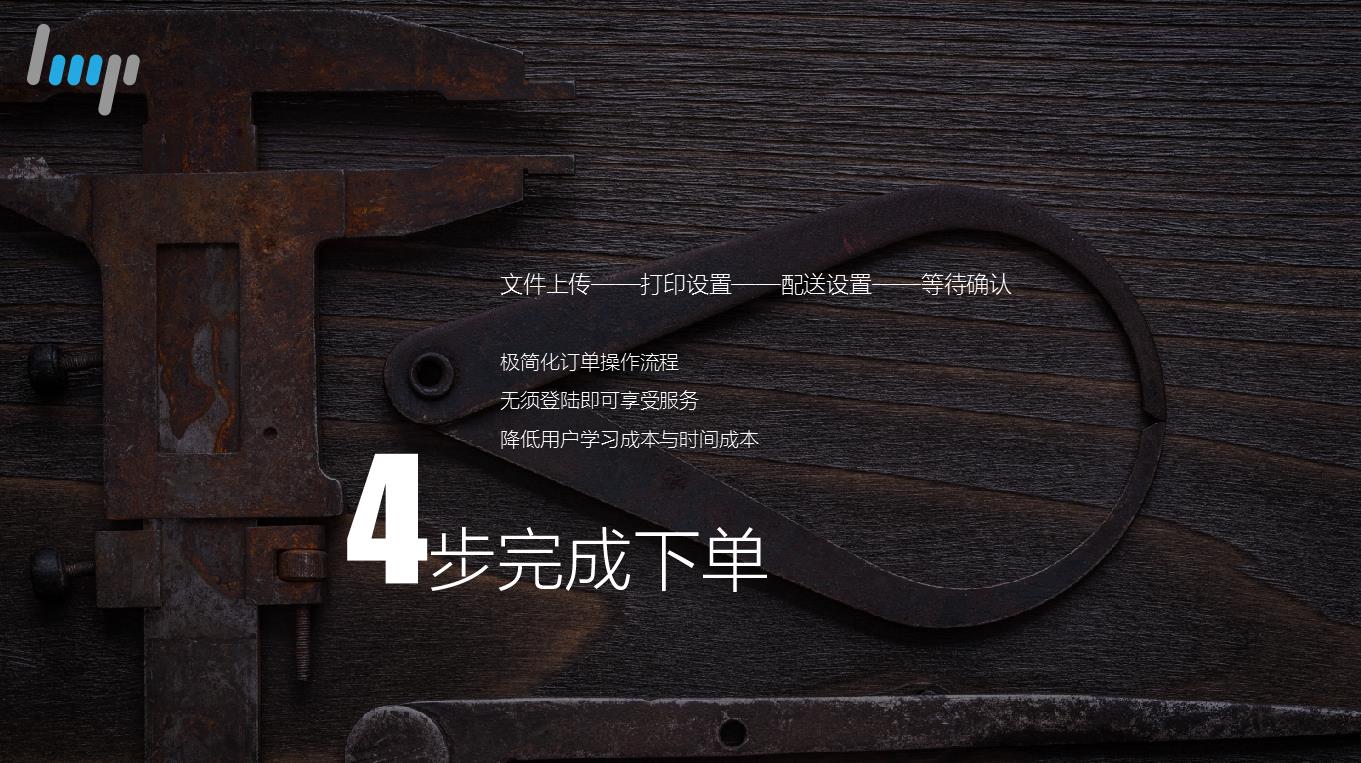 文件上传——打印设置——配送设置——等待确认
极简化订单操作流程
无须登陆即可享受服务
降低用户学习成本与时间成本
4步完成下单